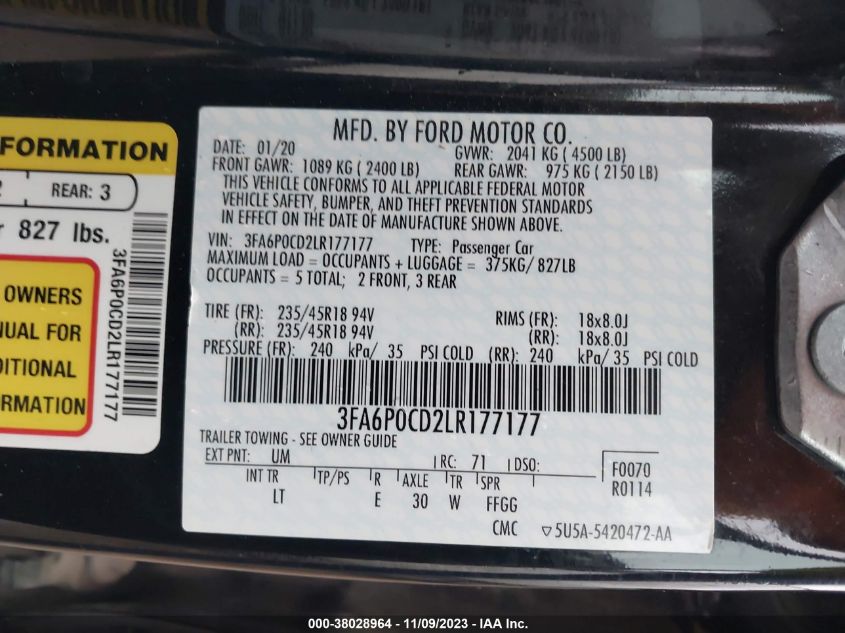 FORMATION
REAR: 3
827 lbs.
OWNERS
NUAL FOR
DITIONAL
RMATION
3FA6P0CD2LR177177
MFD. BY FORD MOTOR CO.
DATE: 01/20 GVWR: 2041 KG ( 4500 LB)
FRONT GAWR: 1089 KG ( 2400 LB) REAR GAWR: 975 KG ( 2150 LB)
THIS VEHICLE CONFORMS TO ALL APPLICABLE FEDERAL MOTOR
VEHICLE SAFETY, BUMPER, AND THEFT PREVENTION STANDARDS
IN EFFECT ON THE DATE OF MANUFACTURE SHOWN ABOVE.
VIN: 3FA6P0CD2LR177177 TYPE: Passenger Car
MAXIMUM LOAD = OCCUPANTS + LUGGAGE = 375KG/ 827LB
OCCUPANTS = 5 TOTAL; 2 FRONT, 3 REAR
TIRE (FR): 235/45R18 94V RIMS (FR): 18x8.0J
(RR): 235/45R18 94V (RR): 18x8.0J
PRESSURE (FR): 240 kPa/ 35 PSI COLD (RR): 240 kPa/ 35 PSI COLD
3FA6P0CD2LR177177
TRAILER TOWING - SEE OWNER GUIDE
EXT PNT: UM RC: 71 DSO: F0070
INT TR TP/PS R AXLE TR SPR R0114
LT E 30 W FFGG
CMC ▽5U5A-5420472-AA
000-38028964 - 11/09/2023 - IAA Inc.